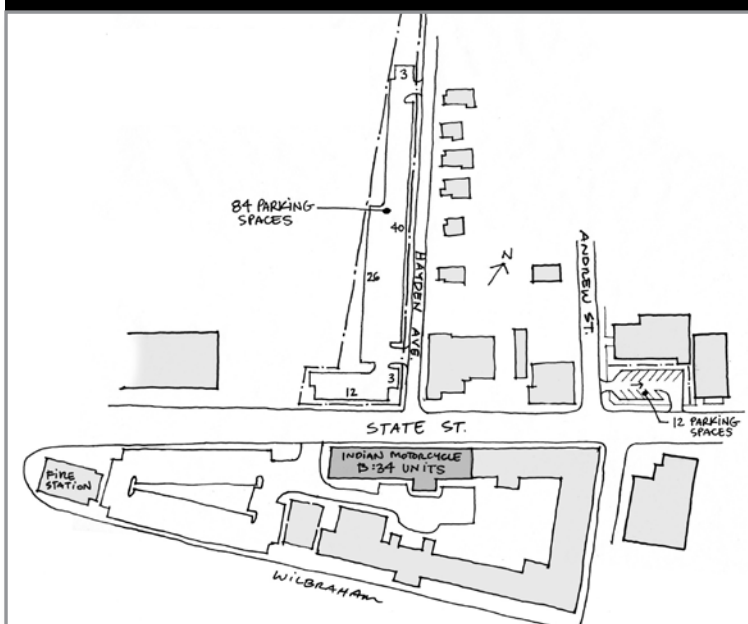 3
84 PARKING
SPACES
40
26
HAYDEN AVE.
N
ANDREW ST.
3
12
12 PARKING
SPACES
STATE ST.
INDIAN MOTORCYCLE
B:34 UNITS
FIRE
STATION
WILBRAHAM